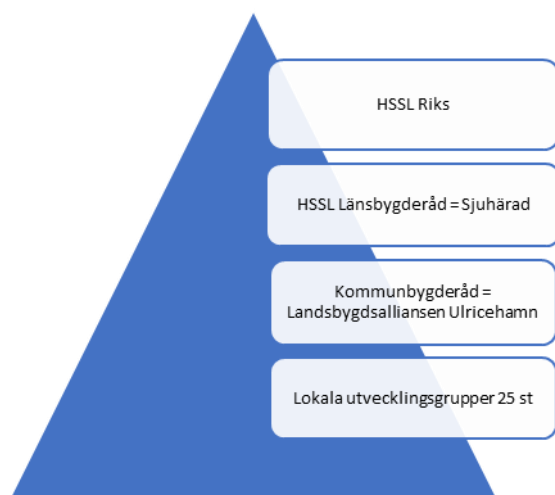 HSSL Riks
HSSL Länsbygderåd = Sjuhärad
Kommunbygderåd =
Landsbygdsalliansen Ulricehamn
Lokala utvecklingsgrupper 25 st